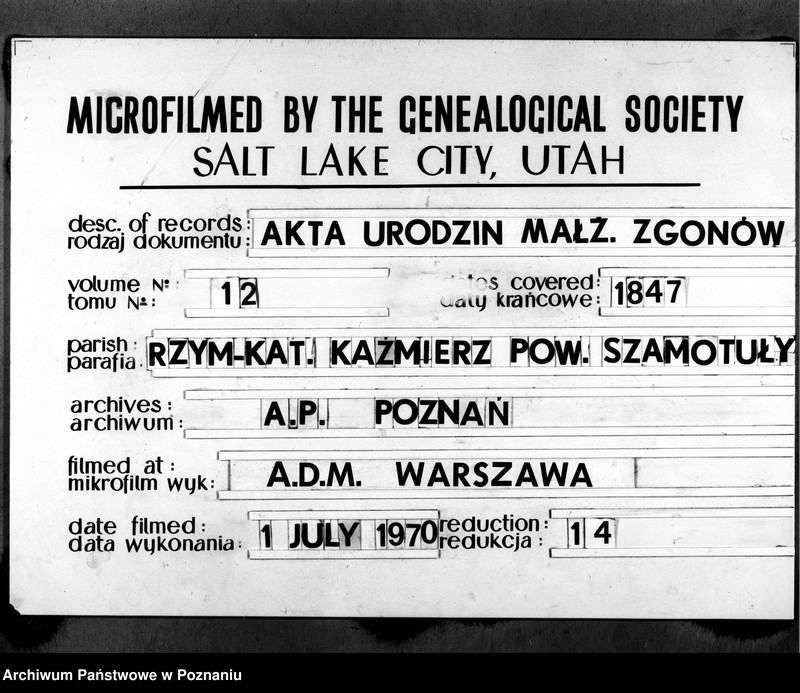 MICROFILMED BY THE GENEALOGICAL SOCIETY
SALT LAKE CITY, UTAH
desc. of records:
rodzaj dokumentu:
AKTA URODZIN MAŁŻ. ZGONÓW
volume No:
tomu No:
12
covered:
daty krańcowe:
1847
parish:
parafia:
RZYM-KAT. KAŹMIERZ POW. SZAMOTUŁY
archives:
archiwum:
A.P. POZNAŃ
filmed at:
mikrofilm wyk:
A.D.M. WARSZAWA
date filmed:
data wykonania:
1 JULY 1970
reduction:
redukcja:
14
Archiwum Państwowe w Poznaniu